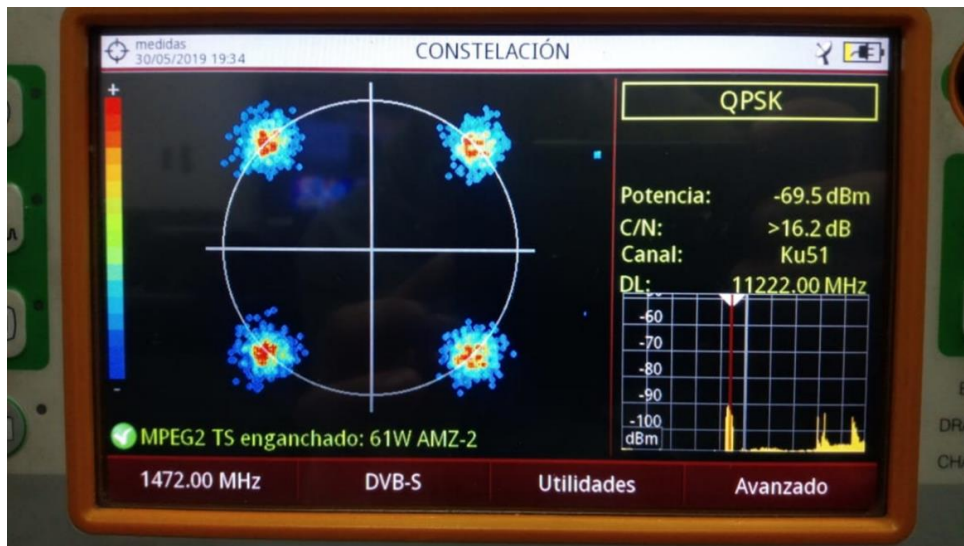 medidas
30/05/2019 19:34
CONSTELACIÓN
+
-
QPSK
Potencia: -69.5 dBm
C/N: >16.2 dB
Canal: Ku51
DL: 11222.00 MHz
-60
-70
-80
-90
-100
dBm
MPEG2 TS enganchado: 61W AMZ-2
1472.00 MHz
DVB-S
Utilidades
Avanzado